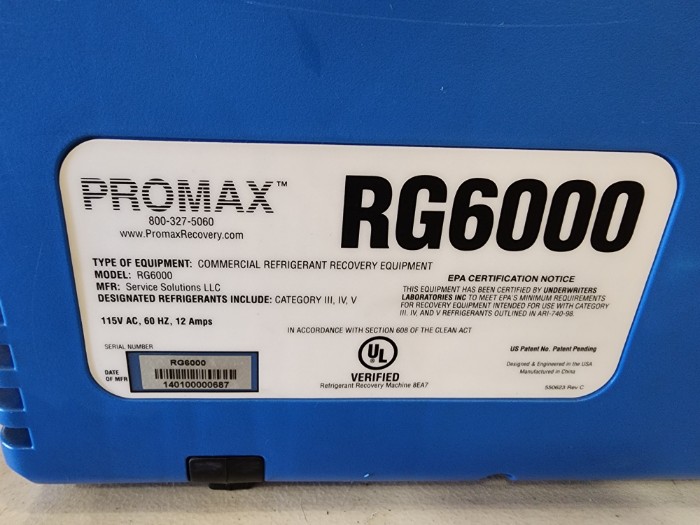 PROMAX™
800-327-5060
www.PromaxRecovery.com
RG6000
TYPE OF EQUIPMENT: COMMERCIAL REFRIGERANT RECOVERY EQUIPMENT
MODEL: RG6000
MFR: Service Solutions LLC
DESIGNATED REFRIGERANTS INCLUDE: CATEGORY III, IV, V
115V AC, 60 HZ, 12 Amps
EPA CERTIFICATION NOTICE
THIS EQUIPMENT HAS BEEN CERTIFIED BY UNDERWRITERS
LABORATORIES INC TO MEET EPA'S MINIMUM REQUIREMENTS
FOR RECOVERY EQUIPMENT INTENDED FOR USE WITH CATEGORY
III, IV, AND V REFRIGERANTS OUTLINED IN ARI-740-98.
IN ACCORDANCE WITH SECTION 608 OF THE CLEAN ACT
SERIAL NUMBER
DATE
OF MFR
RG6000
140100000687
UL
VERIFIED
Refrigerant Recovery Machine 8EA7
US Patent No. Patent Pending
Designed & Engineered in the USA
Manufactured in China
550623 Rev C